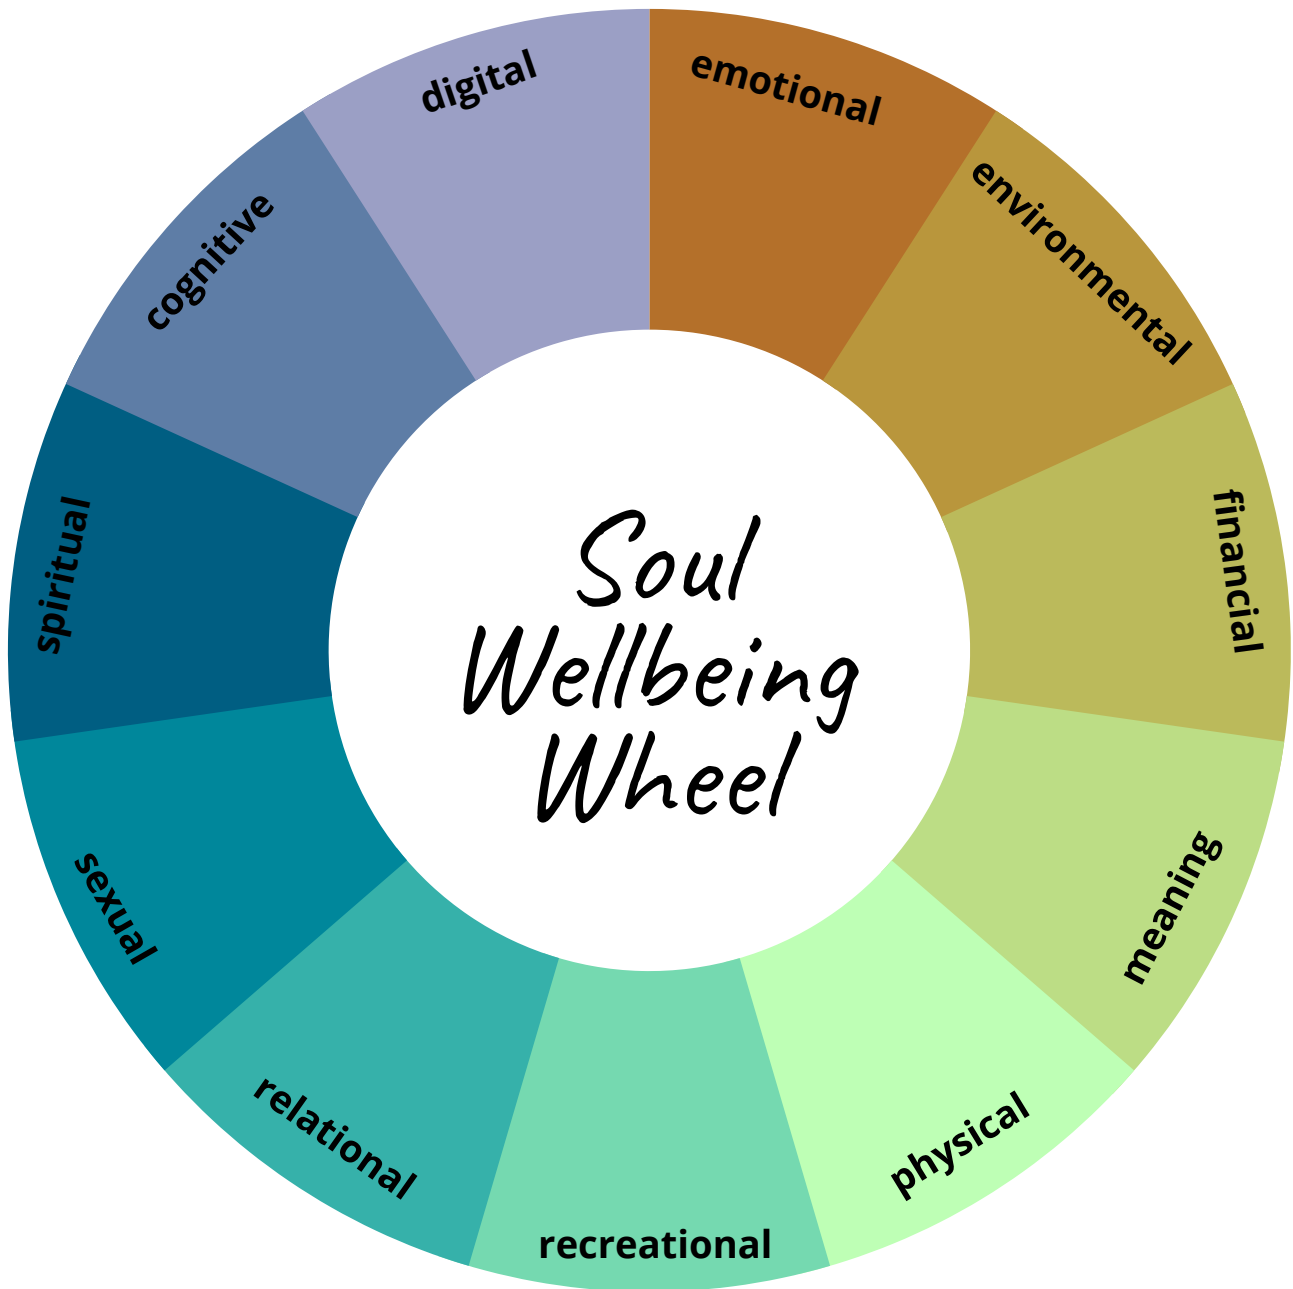 emotional
environmental
financial
meaning
physical
recreational
relational
sexual
spiritual
cognitive
digital
Soul
Wellbeing
Wheel